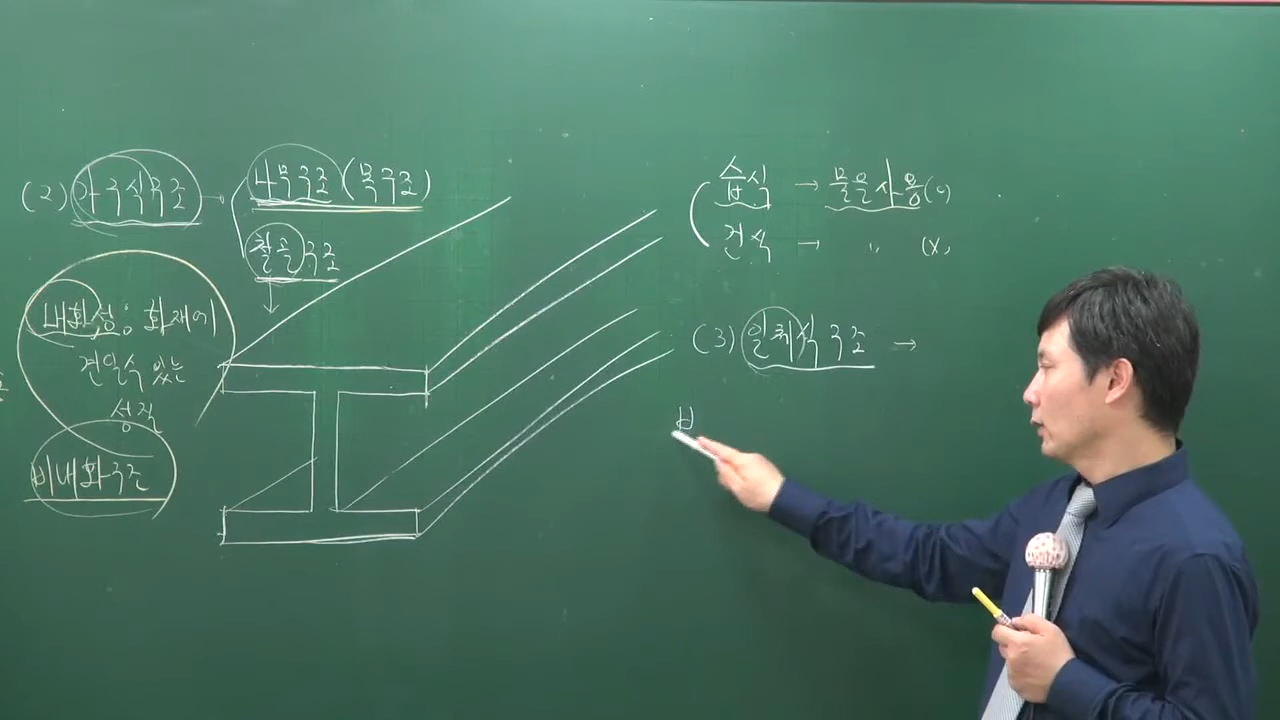 (2) 가구식구조 → 나무구조(목구조)
철골구조
↓
내화성: 화재에
견딜수 있는
성질
비내화구조
습식 → 물을 사용(o)
건식 → 〃 (x)
(3) 일체식구조 →